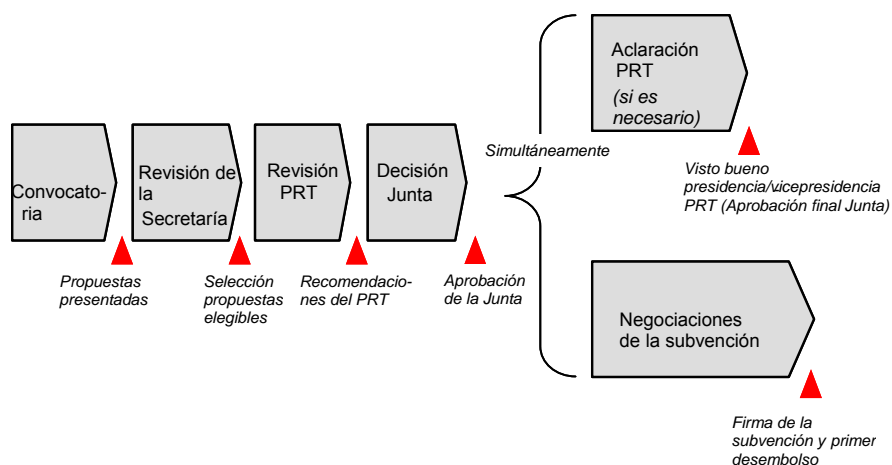 Convocato-
ria
Propuestas
presentadas
Revisión de
la
Secretaría
Selección
propuestas
elegibles
Revisión
PRT
Recomendacio-
nes del PRT
Decisión
Junta
Aprobación
de la Junta
Simultáneamente
Aclaración
PRT
(si es
necesario)
Visto bueno
presidencia/vicepresidencia
PRT (Aprobación final Junta)
Negociaciones
de la subvención
Firma de la
subvención y primer
desembolso